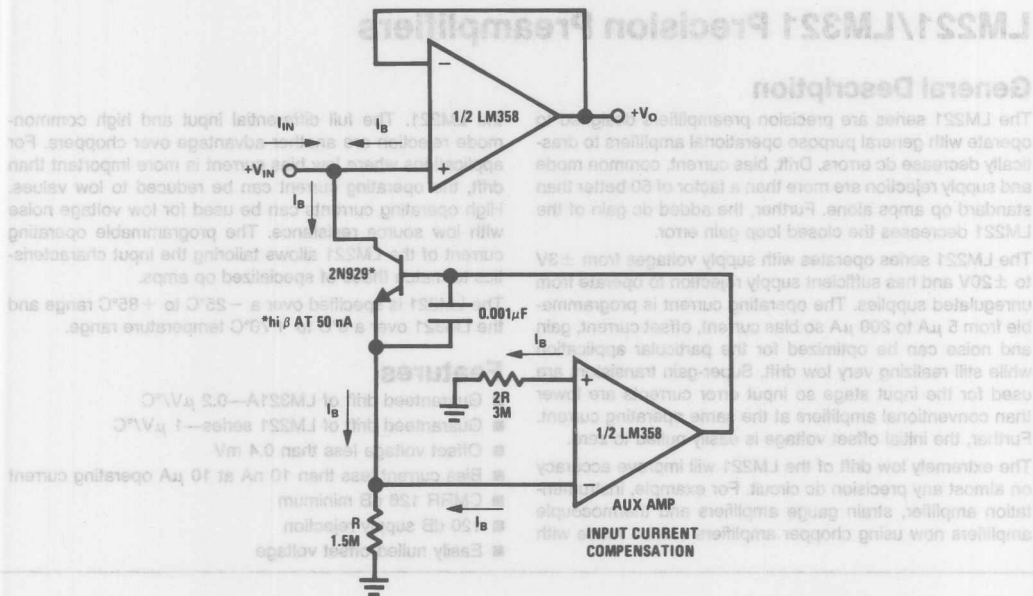 LM221/LM321 Precision Preamplifiers
General Description
The LM221 series are precision preamplifiers designed to
operate with general purpose operational amplifiers to dras-
tically decrease dc errors. Drift, bias current, common mode
and supply rejection are more than a factor of 50 better than
standard op amps alone. Further, the added dc gain of the
LM221 decreases the closed loop gain error.
The LM221 series operates with supply voltages from ±3V
to ±20V and has sufficient supply rejection to operate from
unregulated supplies. The operating current is programma-
ble from 5 μA to 200 μA so bias current, offset current, gain
and noise can be optimized for the particular application
while still realizing very low drift. Super-gain transistors are
used for the input stage so input error currents are lower
than conventional amplifiers at the same operating current.
Further, the initial offset voltage is easily nulled to zero.
The extremely low drift of the LM221 will improve accuracy
on almost any precision dc circuit. For example, instrumen-
tation amplifier, strain gauge amplifiers and thermocouple
amplifiers now using chopper amplifiers
with
LM221. The full differential input and high common-
mode rejection are another advantage over choppers. For
applications where low bias current is more important than
drift, the operating current can be reduced to low values.
High operating currents can be used for low voltage noise
with low source resistance. The programmable operating
current of the LM221 allows tailoring the input characteris-
tics to match those of specialized op amps.
The LM221 is specified over a −25°C to +85°C range and
the LM321 over a 0°C to +70°C temperature range.
Features
■ Guaranteed drift of LM321A—0.2 μV/°C
■ Guaranteed drift of LM221 series—1 μV/°C
■ Offset voltage less than 0.4 mV
■ Bias current less than 10 nA at 10 μA operating current
■ CMRR 126 dB minimum
■ 120 dB supply rejection
■ Easily nulled offset voltage
−
1/2 LM358
+VO
IIN
IB
+VIN
+
IB
2N929*
*hi β AT 50 nA
0.001μF
IB
+
2R
3M
1/2 LM358
IB
−
AUX AMP
IB
INPUT CURRENT
COMPENSATION
R
1.5M